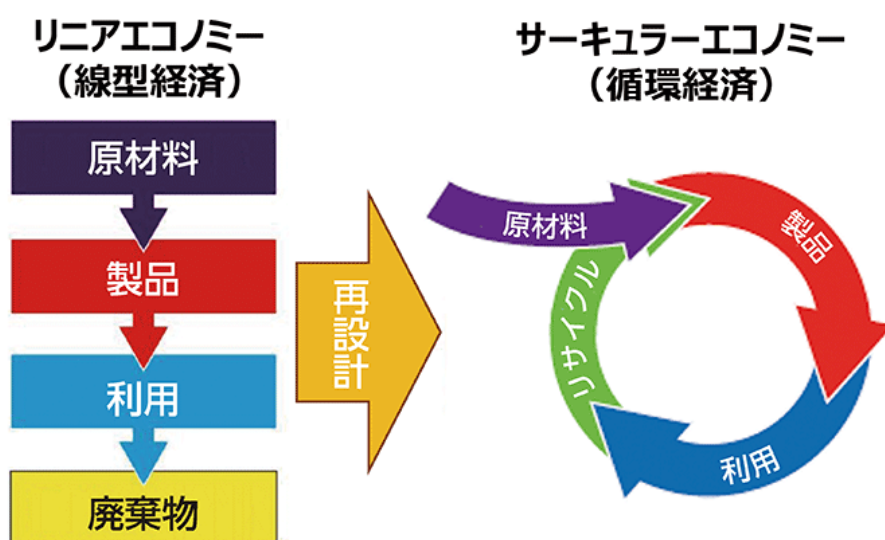 リニアエコノミー
（線型経済）
原材料
製品
利用
廃棄物
再設計
サーキュラーエコノミー
（循環経済）
原材料
製品
利用
リサイクル